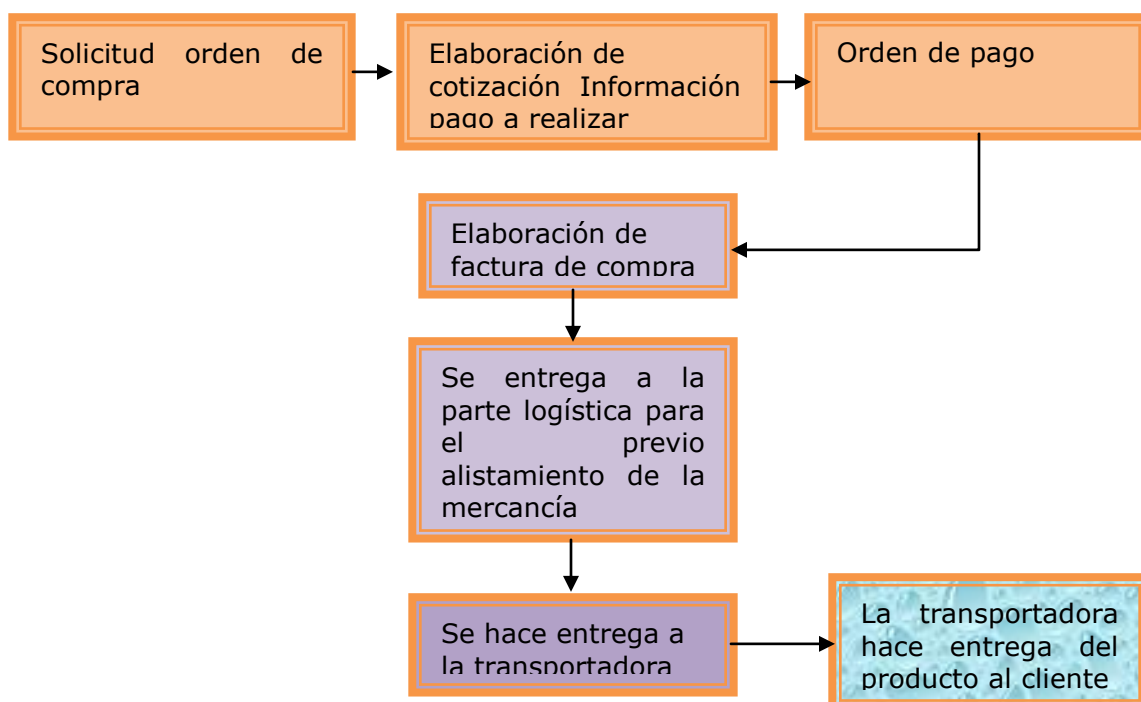 Solicitud orden de
compra
Elaboración de
cotización Información
pago a realizar
Orden de pago
Elaboración de
factura de compra
Se entrega a la
parte logística para
el previo
alistamiento de la
mercancía
Se hace entrega a
la transportadora
La transportadora
hace entrega del
producto al cliente